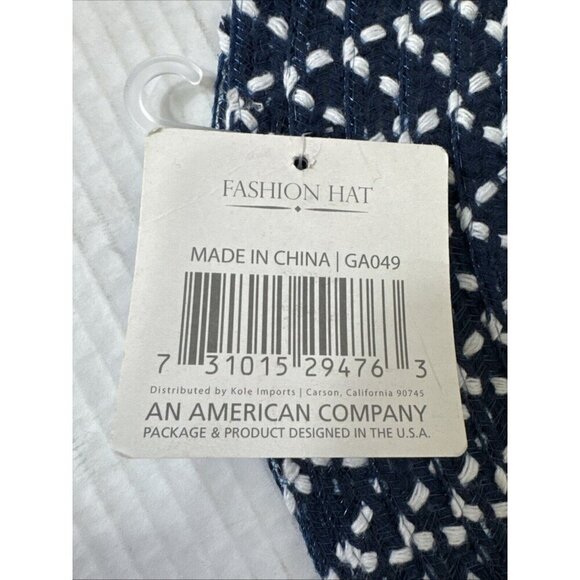 FASHION HAT
MADE IN CHINA | GA049
7 31015 29476 3
Distributed by Kole Imports | Carson, California 90745
AN AMERICAN COMPANY
PACKAGE & PRODUCT DESIGNED IN THE U.S.A.